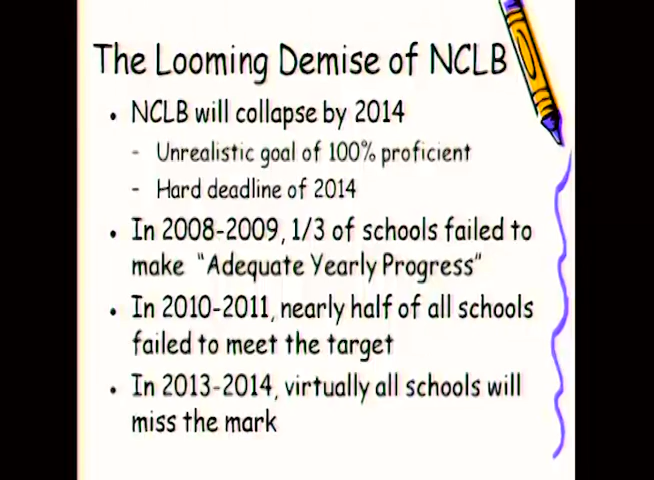 The Looming Demise of NCLB
• NCLB will collapse by 2014
- Unrealistic goal of 100% proficient
- Hard deadline of 2014
• In 2008-2009, 1/3 of schools failed to
make "Adequate Yearly Progress"
• In 2010-2011, nearly half of all schools
failed to meet the target
• In 2013-2014, virtually all schools will
miss the mark